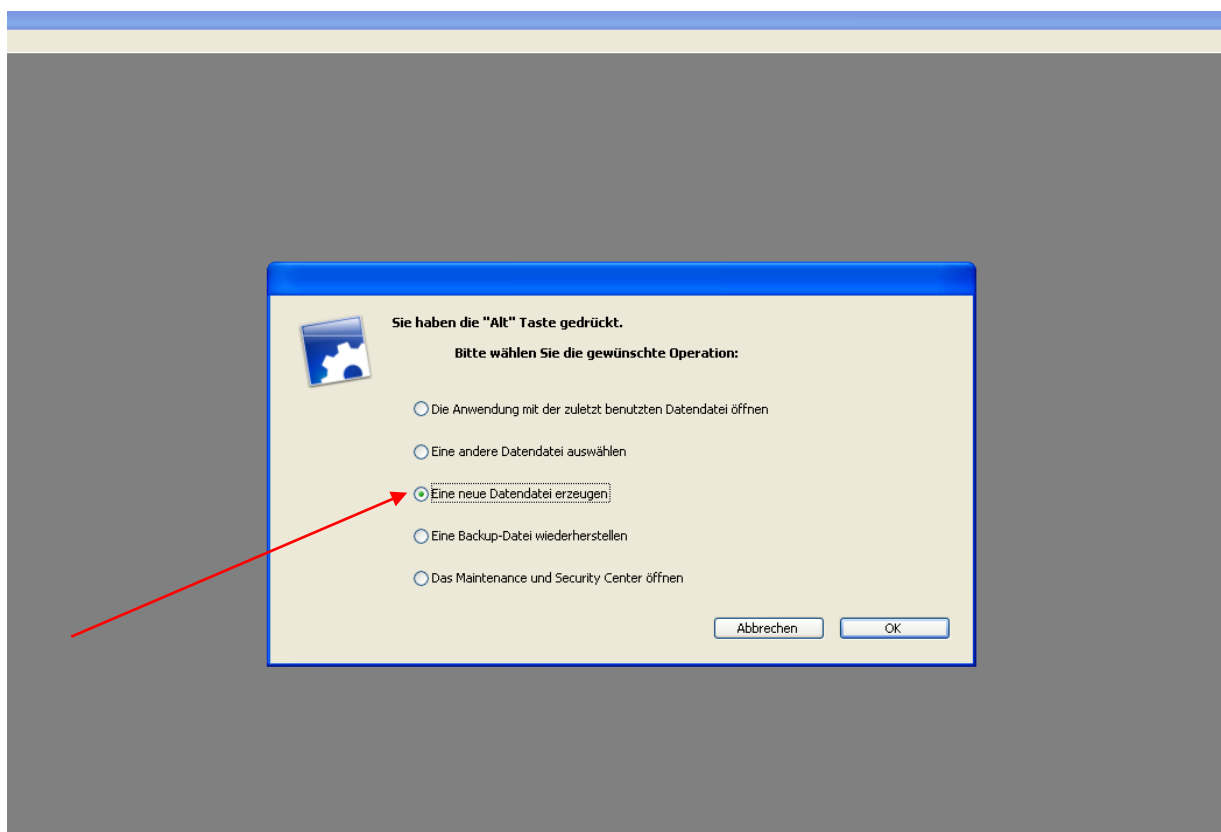 Sie haben die "Alt" Taste gedrückt.
Bitte wählen Sie die gewünschte Operation:
Die Anwendung mit der zuletzt benutzten Datendatei öffnen
Eine andere Datendatei auswählen
Eine neue Datendatei erzeugen
Eine Backup-Datei wiederherstellen
Das Maintenance und Security Center öffnen
Abbrechen OK